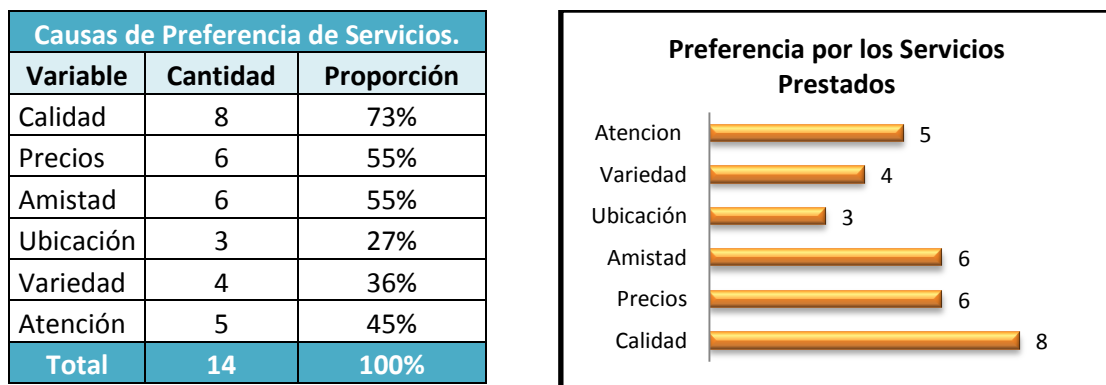 Causas de Preferencia de Servicios.
Variable Cantidad Proporción
Calidad 8 73%
Precios 6 55%
Amistad 6 55%
Ubicación 3 27%
Variedad 4 36%
Atención 5 45%
Total 14 100%
Preferencia por los Servicios
Prestados
Atencion 5
Variedad 4
Ubicación 3
Amistad 6
Precios 6
Calidad 8